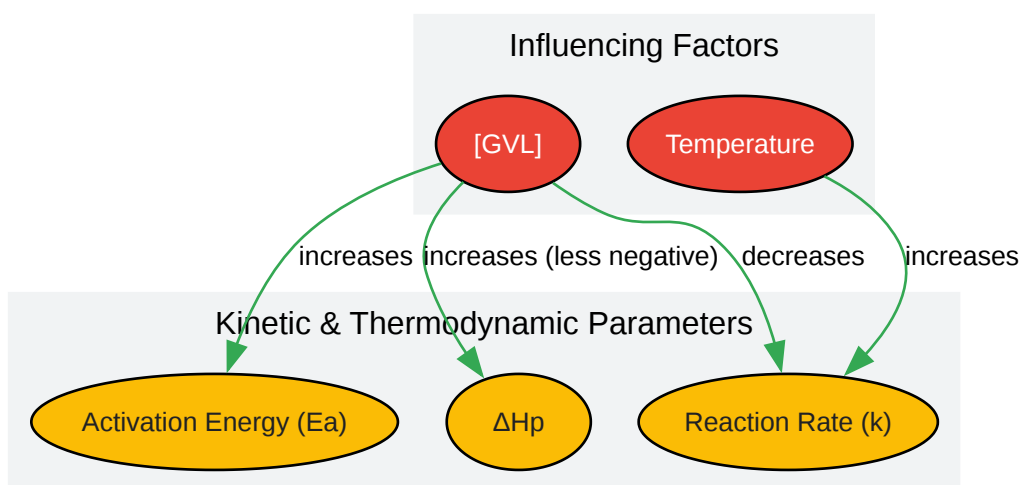 Influencing Factors
[GVL]
Temperature
increases
increases (less negative)
decreases
increases
Kinetic & Thermodynamic Parameters
Activation Energy (Ea)
ΔHp
Reaction Rate (k)